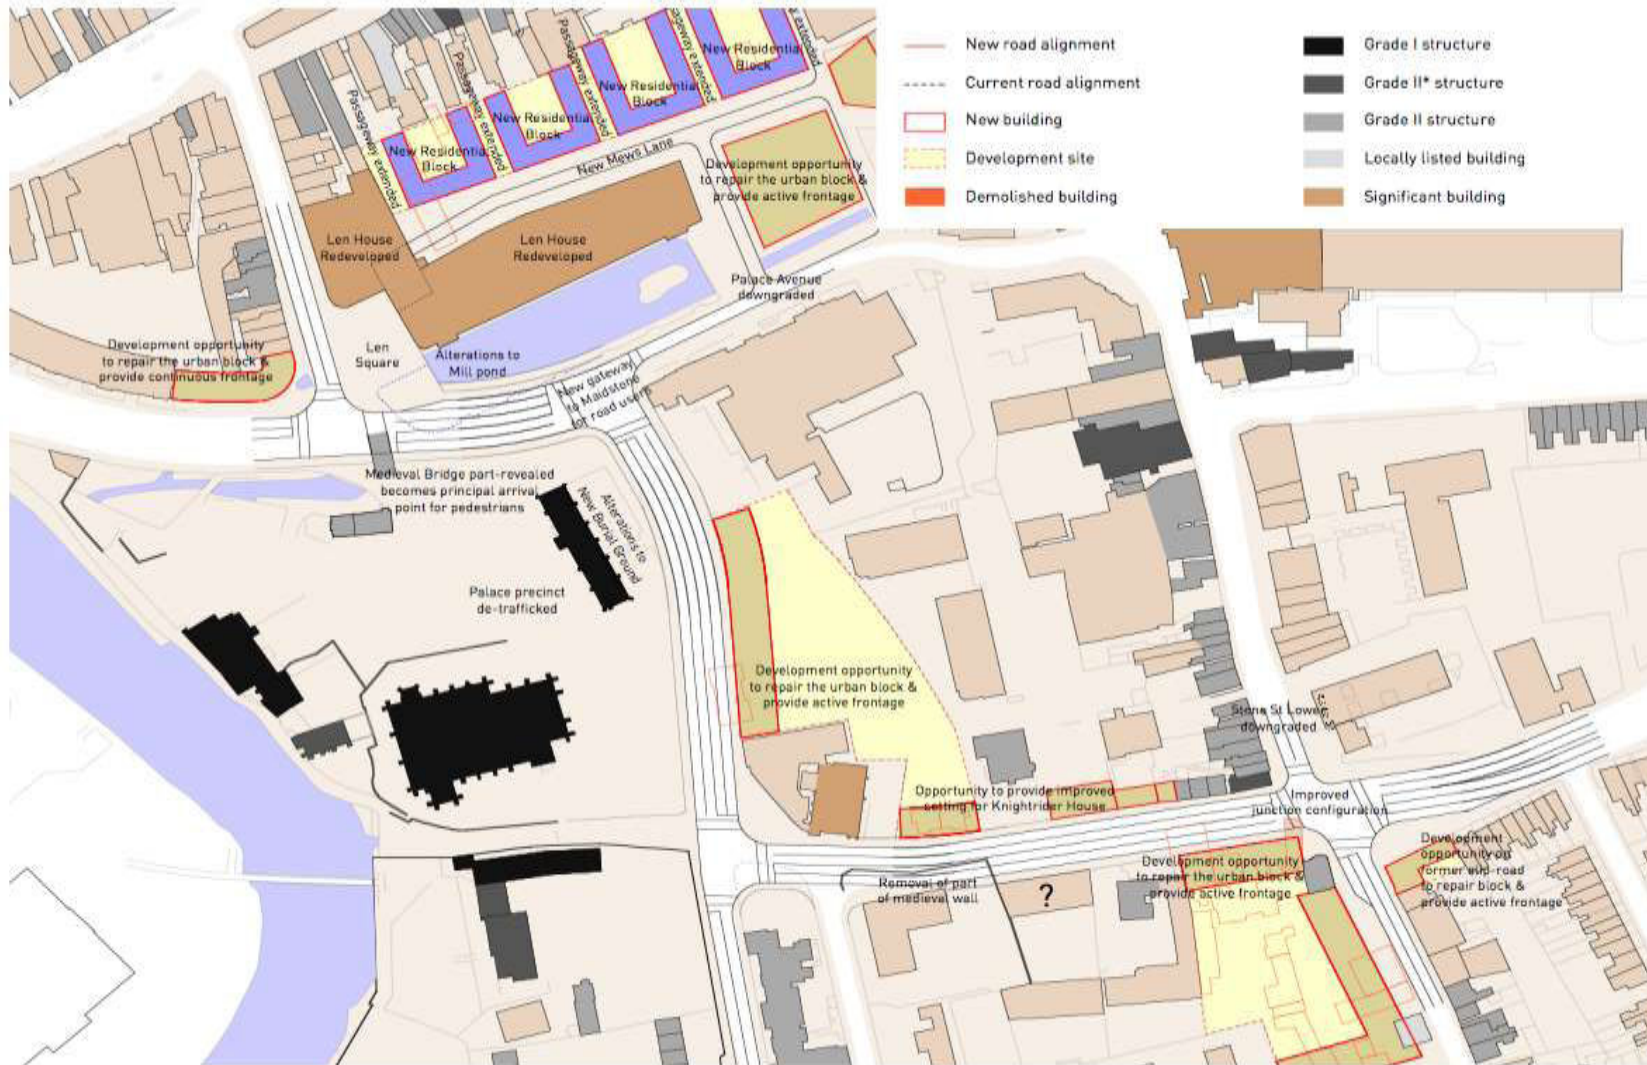 New road alignment
Current road alignment
New building
Development site
Demolished building
Grade I structure
Grade II* structure
Grade II structure
Locally listed building
Significant building
Passageway extended
Passageway extended
Passageway extended
ageway extended
extended
New Residential
Block
New Residential
Block
New Residential
Block
New Residential
Block
New Mews Lane
Development opportunity
to repair the urban block &
provide active frontage
Len House
Redeveloped
Len House
Redeveloped
Palace Avenue
downgraded
Development opportunity
to repair the urban block &
provide continuous frontage
Len
Square
Alterations to
Mill pond
New gateway
to Maidstone
for road users
Medieval Bridge part-revealed
becomes principal arrival
point for pedestrians
Alterations to
New Burial Ground
Palace precinct
de-trafficked
Development opportunity
to repair the urban block &
provide active frontage
Stone St Lower
downgraded
Opportunity to provide improved
setting for Knightrider House
Improved
junction configuration
Removal of part
of medieval wall
?
Development opportunity
to repair the urban block &
provide active frontage
Development
opportunity on
former slip-road
to repair block &
provide active frontage